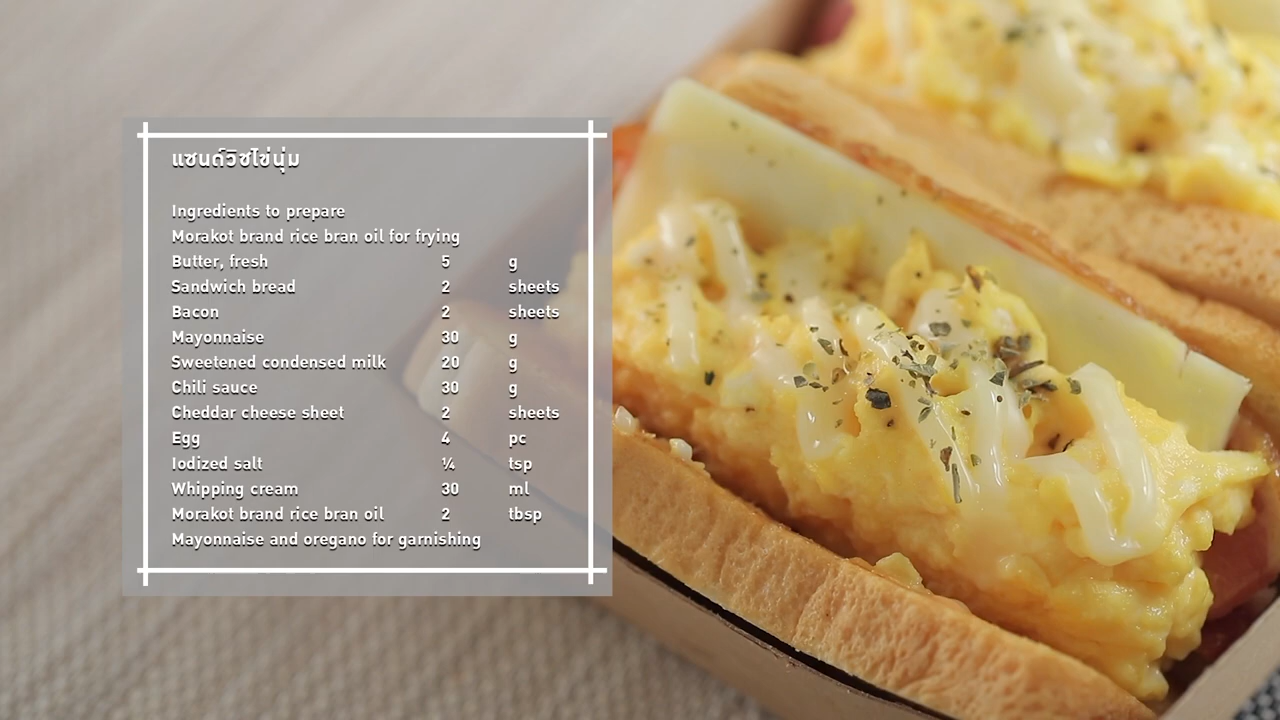 แซนด์วิชไข่นุ่ม
Ingredients to prepare
Morakot brand rice bran oil for frying
Butter, fresh 5 g
Sandwich bread 2 sheets
Bacon 2 sheets
Mayonnaise 30 g
Sweetened condensed milk 20 g
Chili sauce 30 g
Cheddar cheese sheet 2 sheets
Egg 4 pc
Iodized salt ¼ tsp
Whipping cream 30 ml
Morakot brand rice bran oil 2 tbsp
Mayonnaise and oregano for garnishing